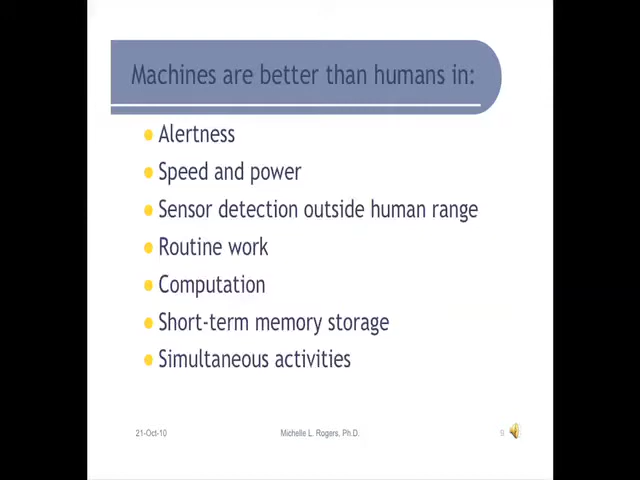 Machines are better than humans in:
Alertness
Speed and power
Sensor detection outside human range
Routine work
Computation
Short-term memory storage
Simultaneous activities
21-Oct-10
Michelle L. Rogers, Ph.D.